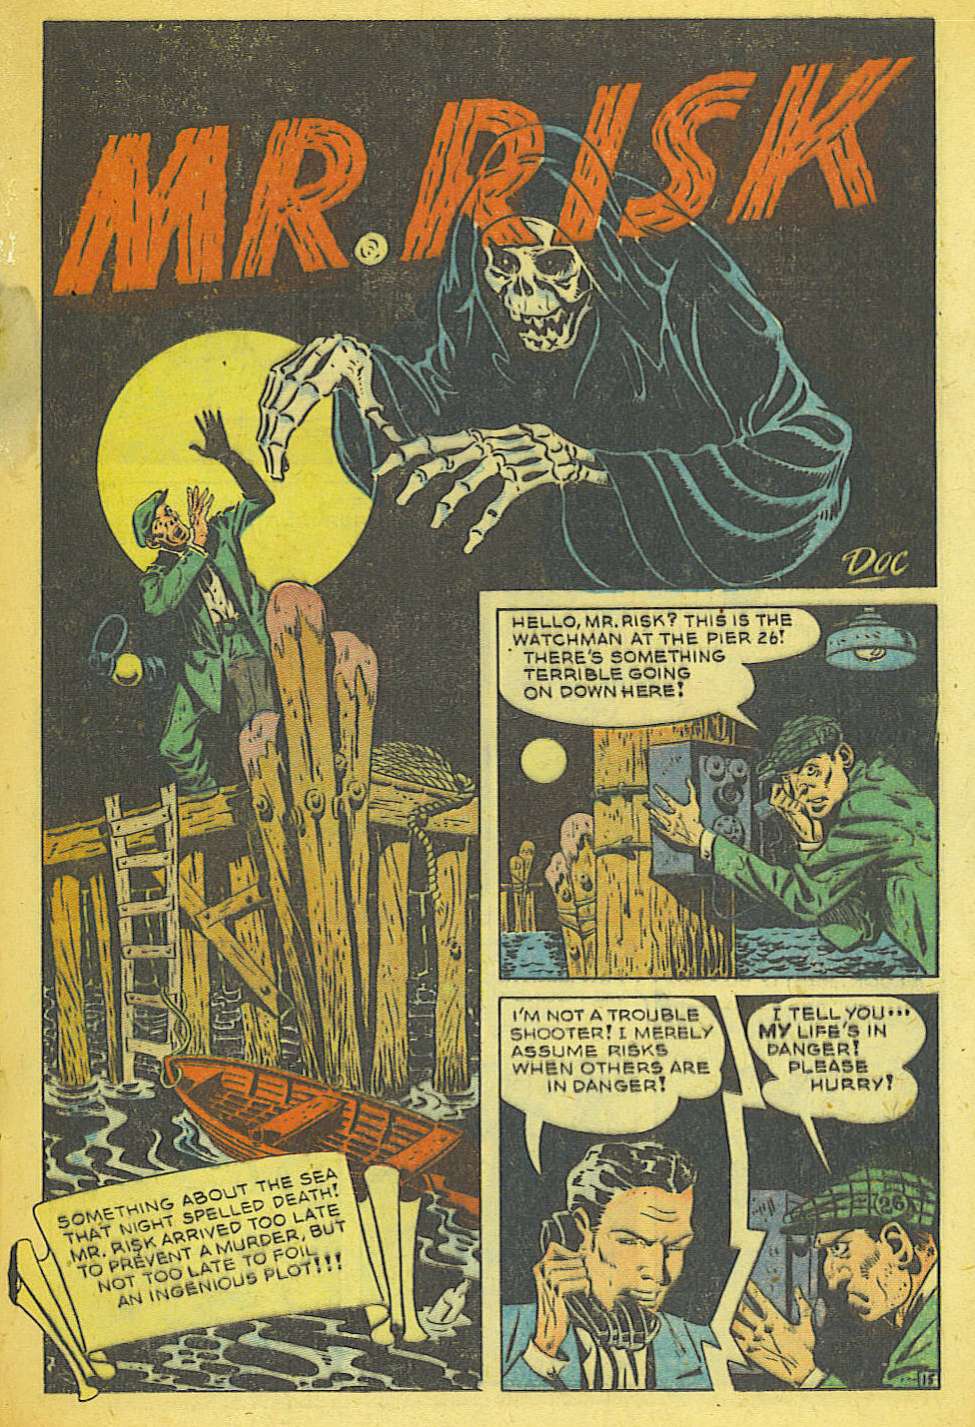 MR. RISK
DOC
HELLO, MR. RISK? THIS IS THE
WATCHMAN AT THE PIER 26!
THERE'S SOMETHING
TERRIBLE GOING
ON DOWN HERE!
I'M NOT A TROUBLE
SHOOTER! I MERELY
ASSUME RISKS
WHEN OTHERS ARE
IN DANGER!
I TELL YOU...
MY LIFE'S IN
DANGER!
PLEASE
HURRY!
26
SOMETHING ABOUT THE SEA
THAT NIGHT SPELLED DEATH!
MR. RISK ARRIVED TOO LATE
TO PREVENT A MURDER, BUT
NOT TOO LATE TO FOIL
AN INGENIOUS PLOT!!!
15